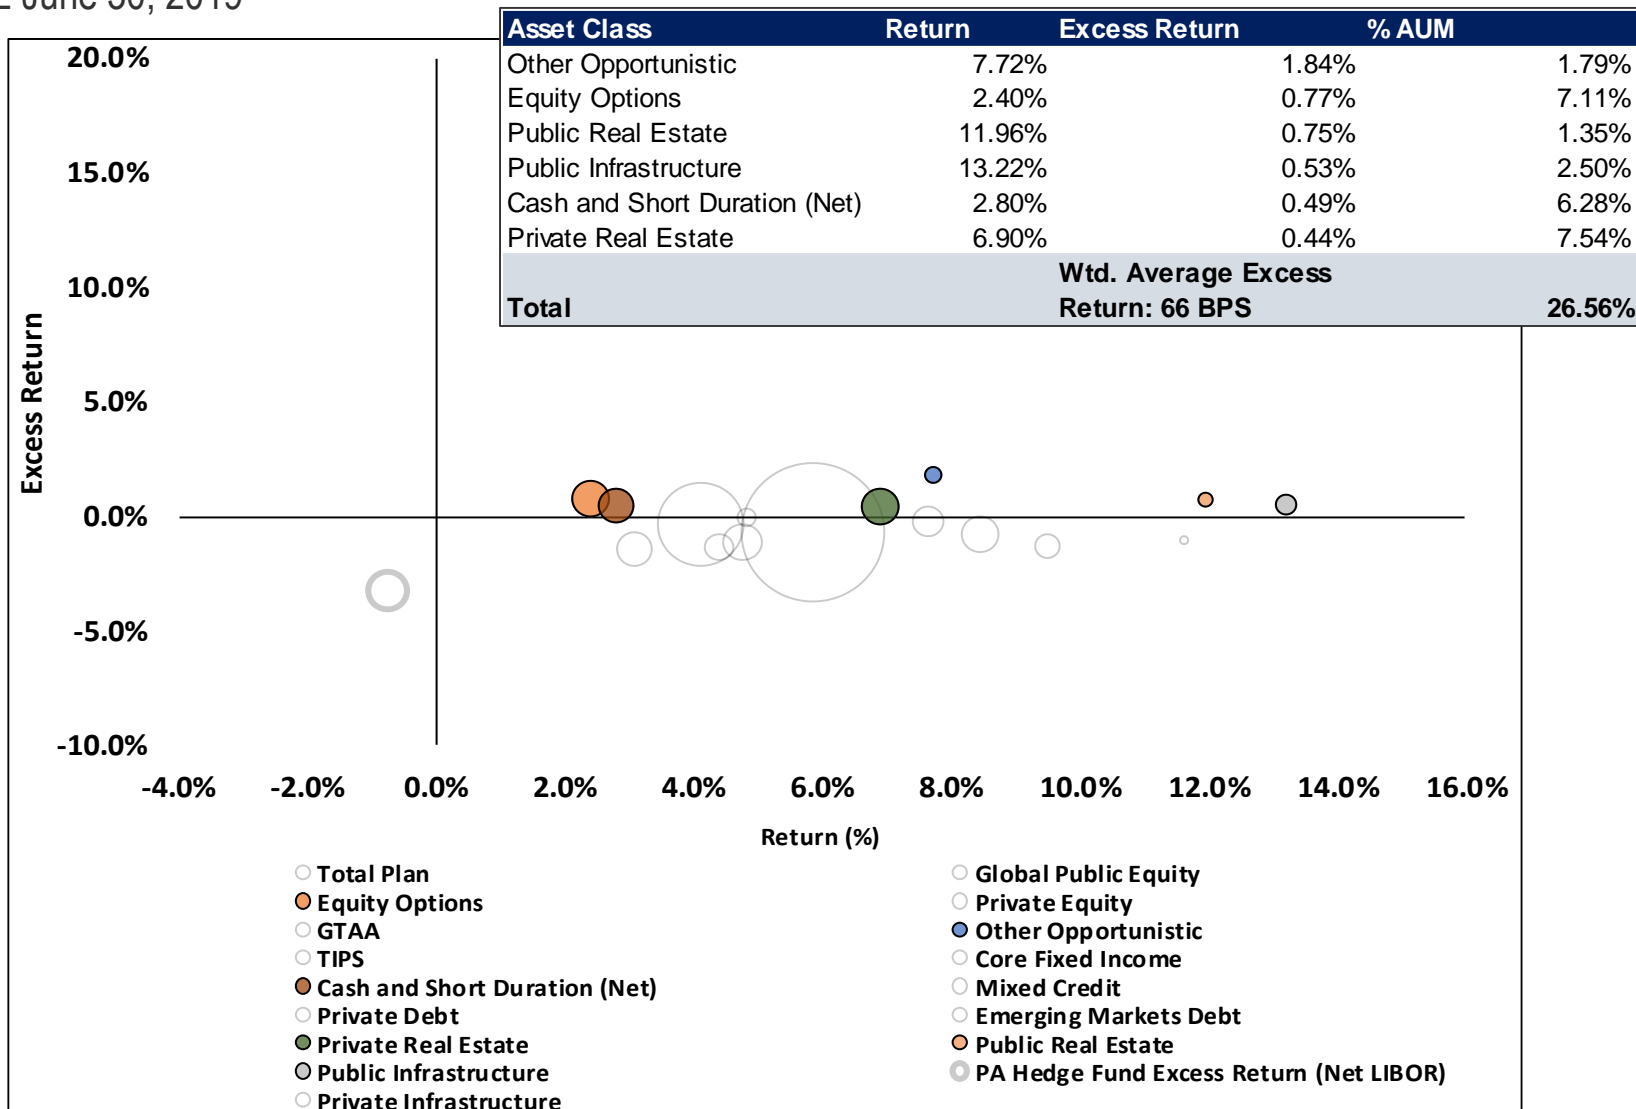 June 30, 2019
Asset Class Return Excess Return % AUM
Other Opportunistic 7.72% 1.84% 1.79%
Equity Options 2.40% 0.77% 7.11%
Public Real Estate 11.96% 0.75% 1.35%
Public Infrastructure 13.22% 0.53% 2.50%
Cash and Short Duration (Net) 2.80% 0.49% 6.28%
Private Real Estate 6.90% 0.44% 7.54%
Wtd. Average Excess
Total Return: 66 BPS 26.56%
20.0%
15.0%
10.0%
5.0%
0.0%
-5.0%
-10.0%
Excess Return
-4.0% -2.0% 0.0% 2.0% 4.0% 6.0% 8.0% 10.0% 12.0% 14.0% 16.0%
Return (%)
Total Plan Global Public Equity
Equity Options Private Equity
GTAA Other Opportunistic
TIPS Core Fixed Income
Cash and Short Duration (Net) Mixed Credit
Private Debt Emerging Markets Debt
Private Real Estate Public Real Estate
Public Infrastructure PA Hedge Fund Excess Return (Net LIBOR)
Private Infrastructure